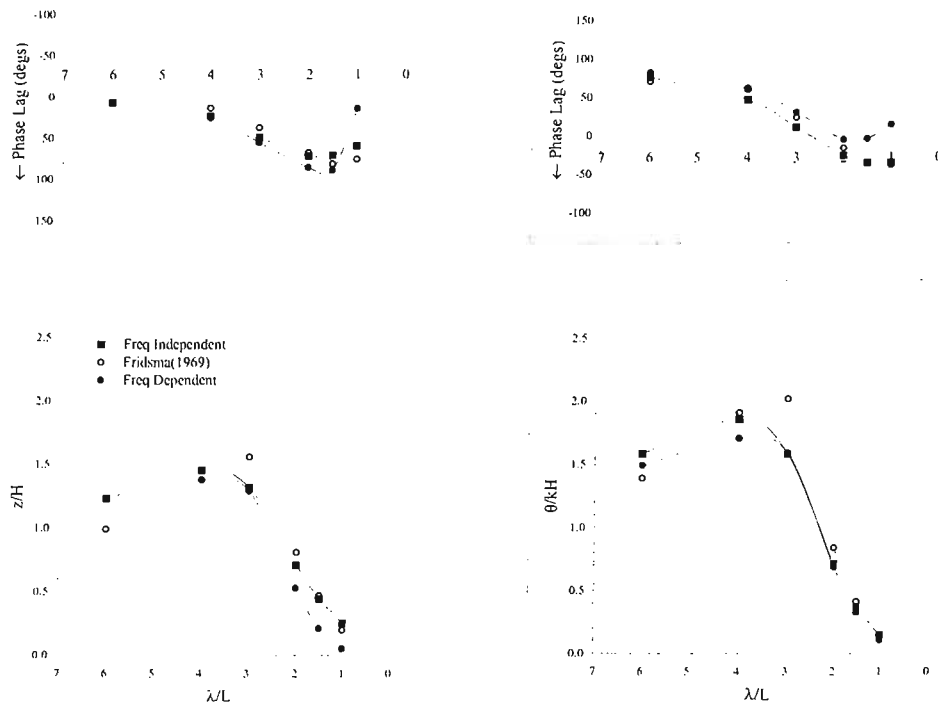 -100
-50
7 6 4 3 2 1 0
0
50
100
150
← Phase Lag (degs)
150
100
50
0
7 6 4 3 2 1 0
-50
-100
← Phase Lag (degs)
2.5
2.0
1.5
1.0
0.5
0.0
z/H
Freq Independent
Fridsma(1969)
Freq Dependent
7 6 5 4 3 2 1 0
λ/L
2.5
2.0
1.5
1.0
0.5
0.0
θ/kH
7 6 5 4 3 2 1 0
λ/L